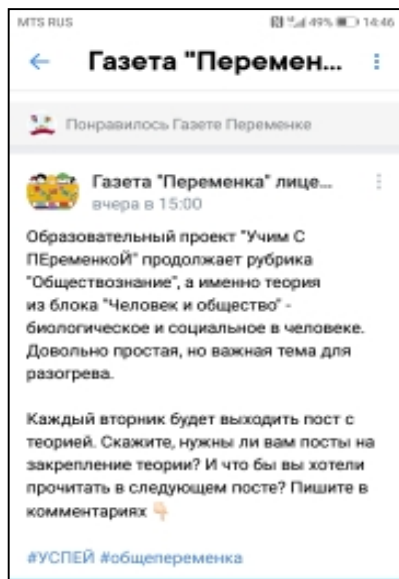 MTS RUS 49% 14:46
Газета "Перемен...
Понравилось Газете Переменке
Газета "Переменка" лице...
вчера в 15:00
Образовательный проект "Учим С
ПЕременкоЙ" продолжает рубрика
"Обществознание", а именно теория
из блока "Человек и общество" -
биологическое и социальное в человеке.
Довольно простая, но важная тема для
разогрева.
Каждый вторник будет выходить пост с
теорией. Скажите, нужны ли вам посты на
закрепление теории? И что бы вы хотели
прочитать в следующем посте? Пишите в
комментариях 👇🏻
#УСПЕЙ #общепеременка